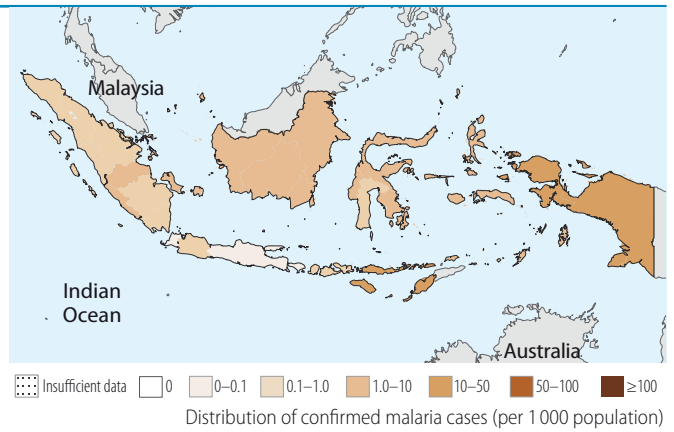 Malaysia
Indian
Ocean
Australia
Insufficient data 0 0–0.1 0.1–1.0 1.0–10 10–50 50–100 ≥100
Distribution of confirmed malaria cases (per 1 000 population)